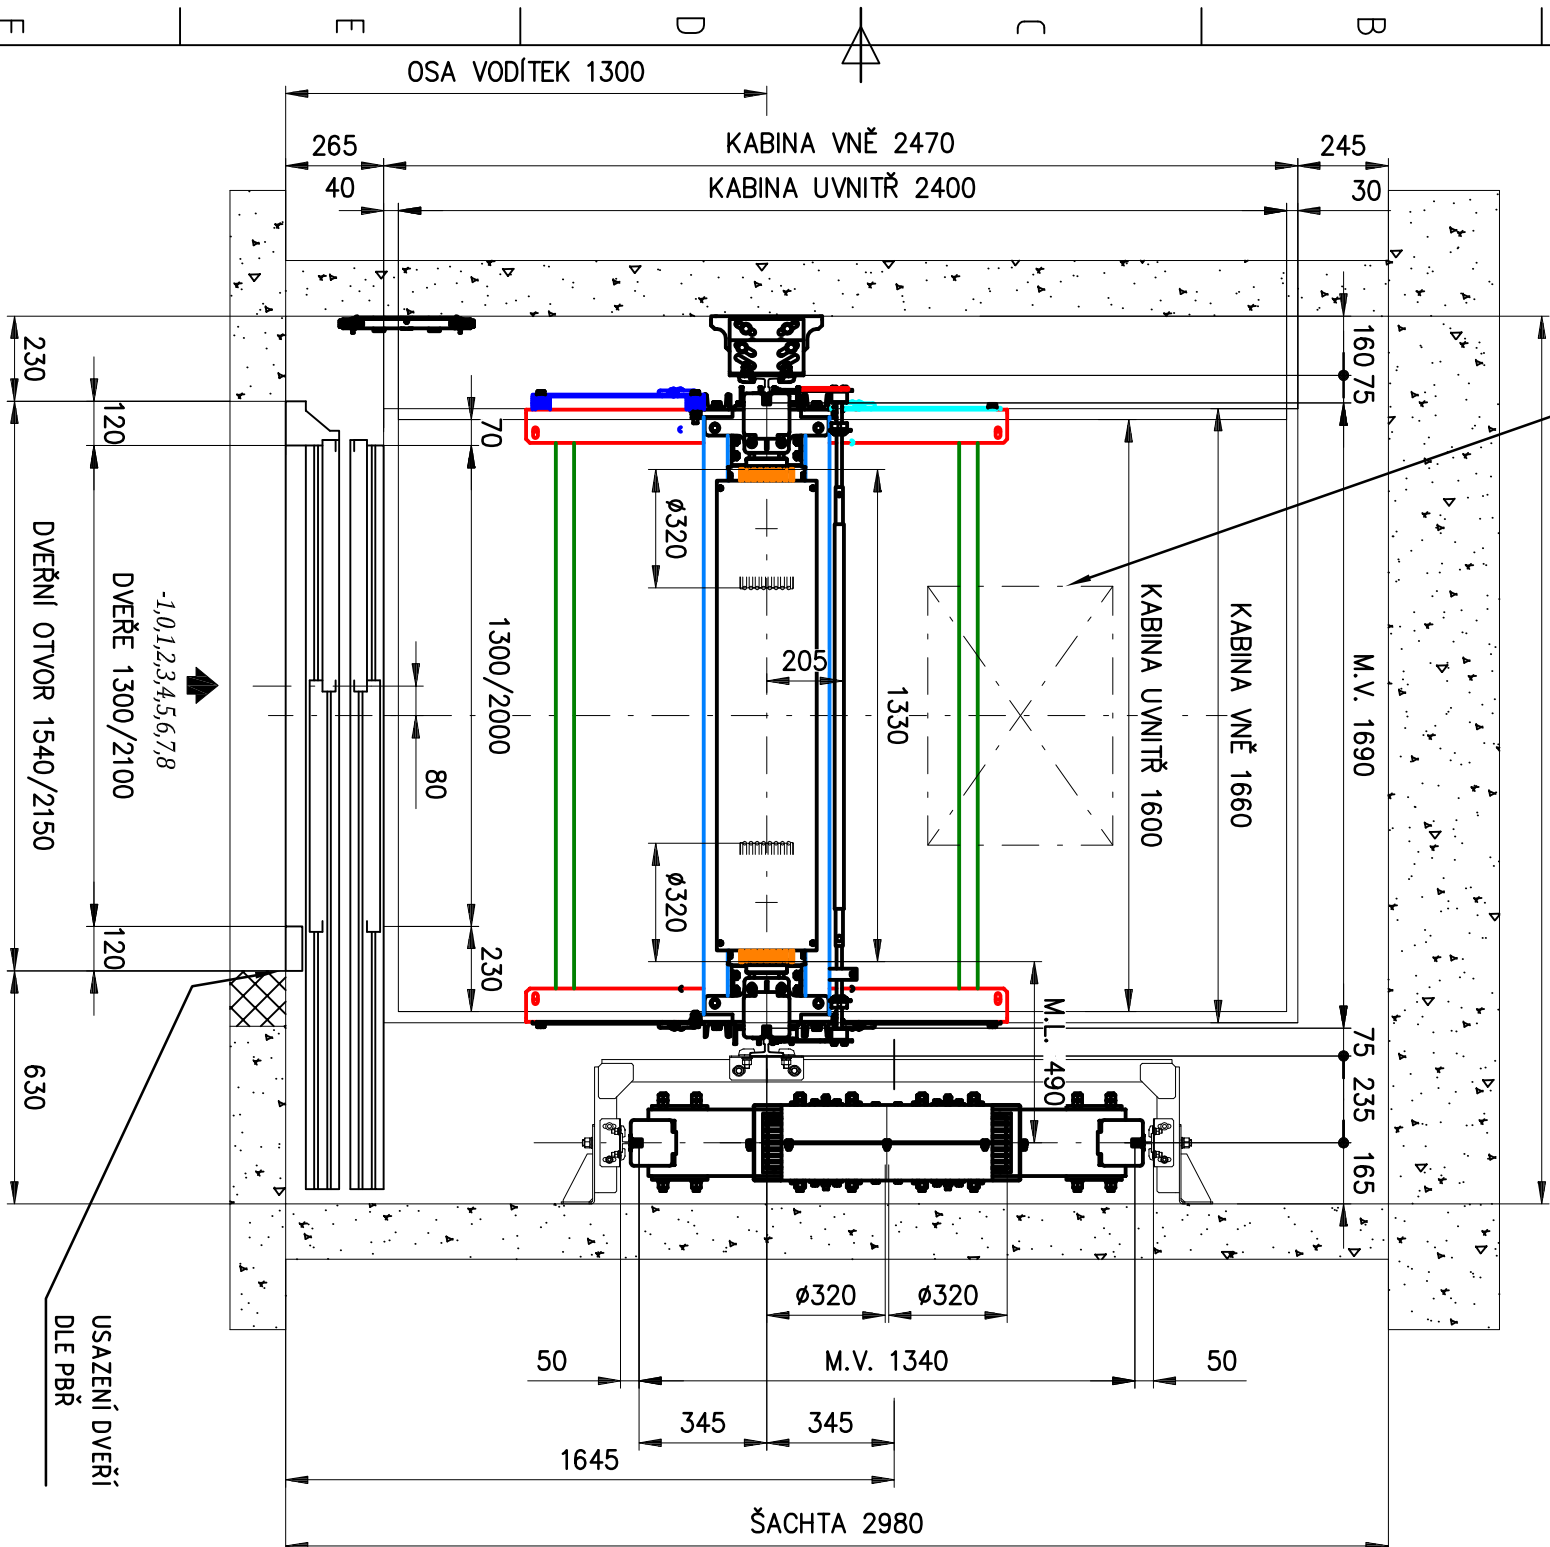 F
E
D
C
B
OSA VODÍTEK 1300
265
KABINA VNĚ 2470
245
40
KABINA UVNITŘ 2400
30
160
75
M.V. 1690
75
235
165
230
120
70
DVEŘNÍ OTVOR 1540/2150
DVEŘE 1300/2100
-1,0,1,2,3,4,5,6,7,8
1300/2000
80
ø320
205
1330
KABINA UVNITŘ 1600
KABINA VNĚ 1660
ø320
120
230
630
M.L. 490
ø320
ø320
50
M.V. 1340
50
345
345
1645
ŠACHTA 2980
USAZENÍ DVEŘÍ
DLE PBŘ